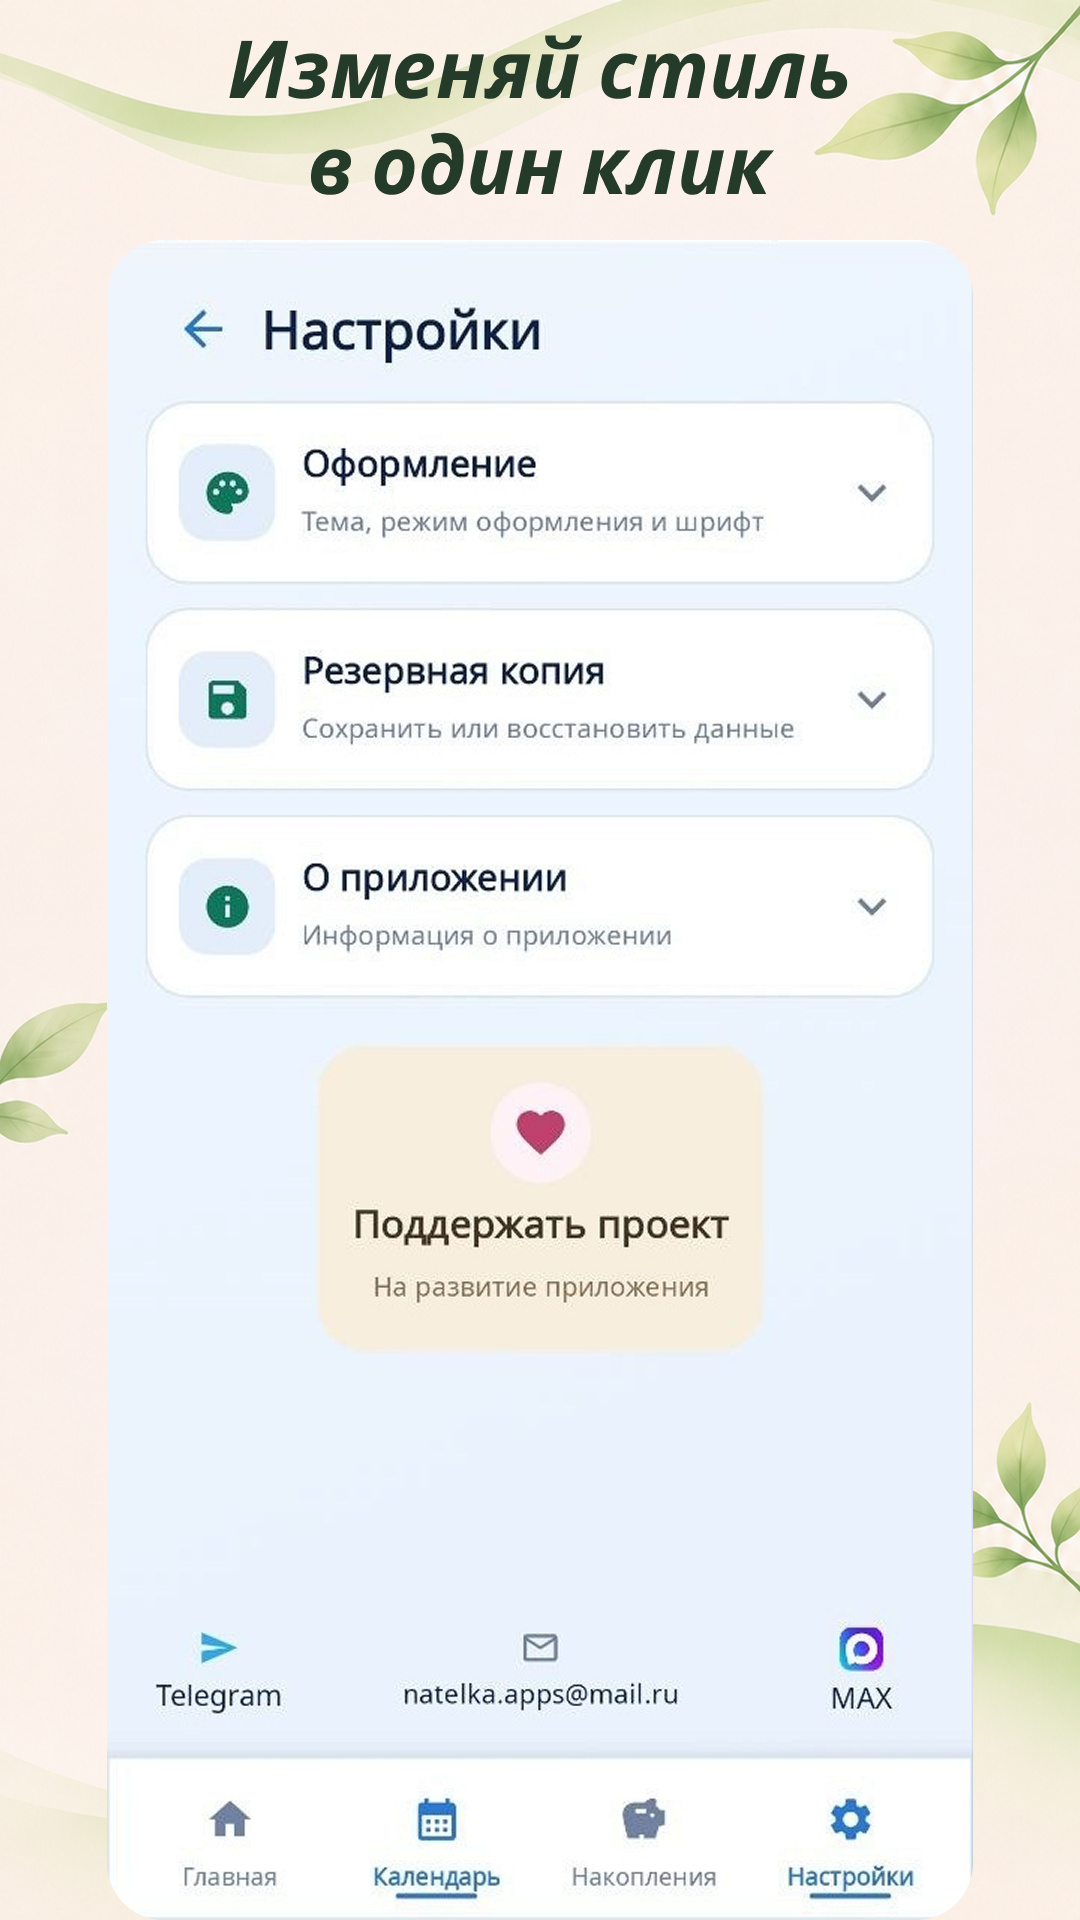 Изменяй стиль
в один клик
Настройки
Оформление
Тема, режим оформления и шрифт
Резервная копия
Сохранить или восстановить данные
О приложении
Информация о приложении
Поддержать проект
На развитие приложения
Telegram
natelka.apps@mail.ru
MAX
Главная
Календарь
Накопления
Настройки